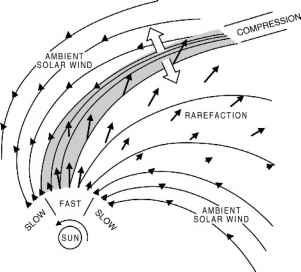 COMPRESSION
AMBIENT
SOLAR WIND
RAREFACTION
SLOW
FAST
SLOW
AMBIENT
SOLAR WIND
SUN